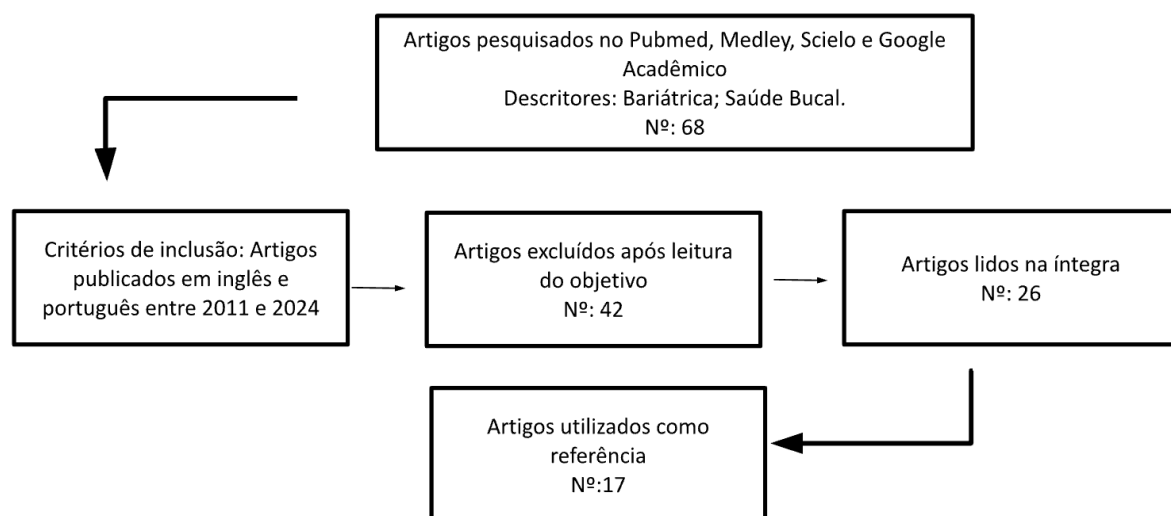 Artigos pesquisados no Pubmed, Medley, Scielo e Google
Acadêmico
Descritores: Bariátrica; Saúde Bucal.
Nº: 68
Critérios de inclusão: Artigos
publicados em inglês e
português entre 2011 e 2024
Artigos excluídos após leitura
do objetivo
Nº: 42
Artigos lidos na íntegra
Nº: 26
Artigos utilizados como
referência
Nº:17